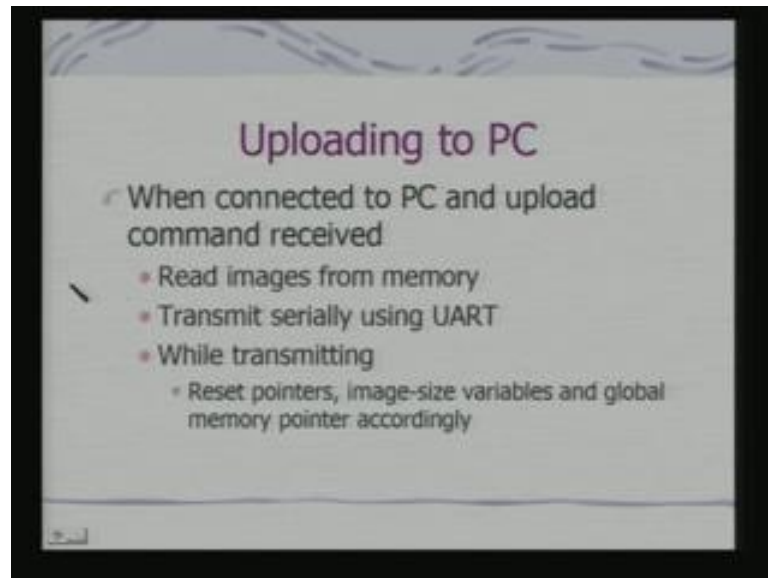 Uploading to PC
When connected to PC and upload
command received
Read images from memory
Transmit serially using UART
While transmitting
Reset pointers, image-size variables and global
memory pointer accordingly